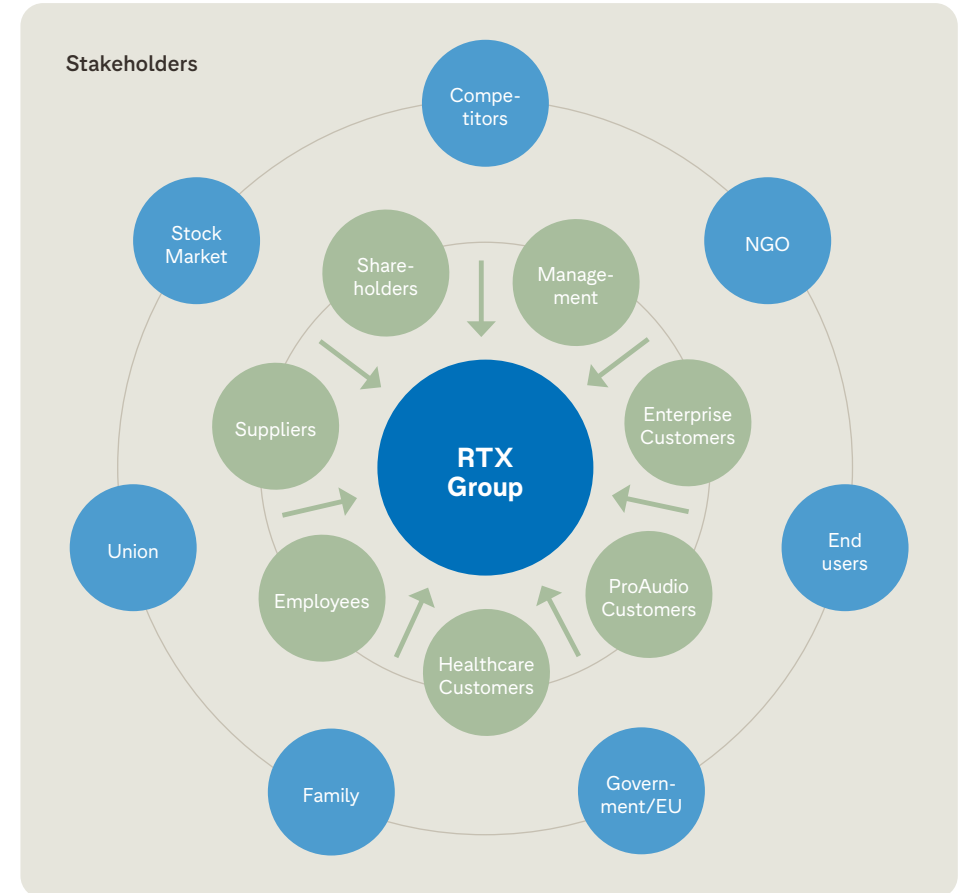 Stakeholders
Compe-
titors
Stock
Market
NGO
Share-
holders
Manage-
ment
Suppliers
Enterprise
Customers
RTX
Group
Union
End
users
Employees
ProAudio
Customers
Healthcare
Customers
Family
Govern-
ment/EU